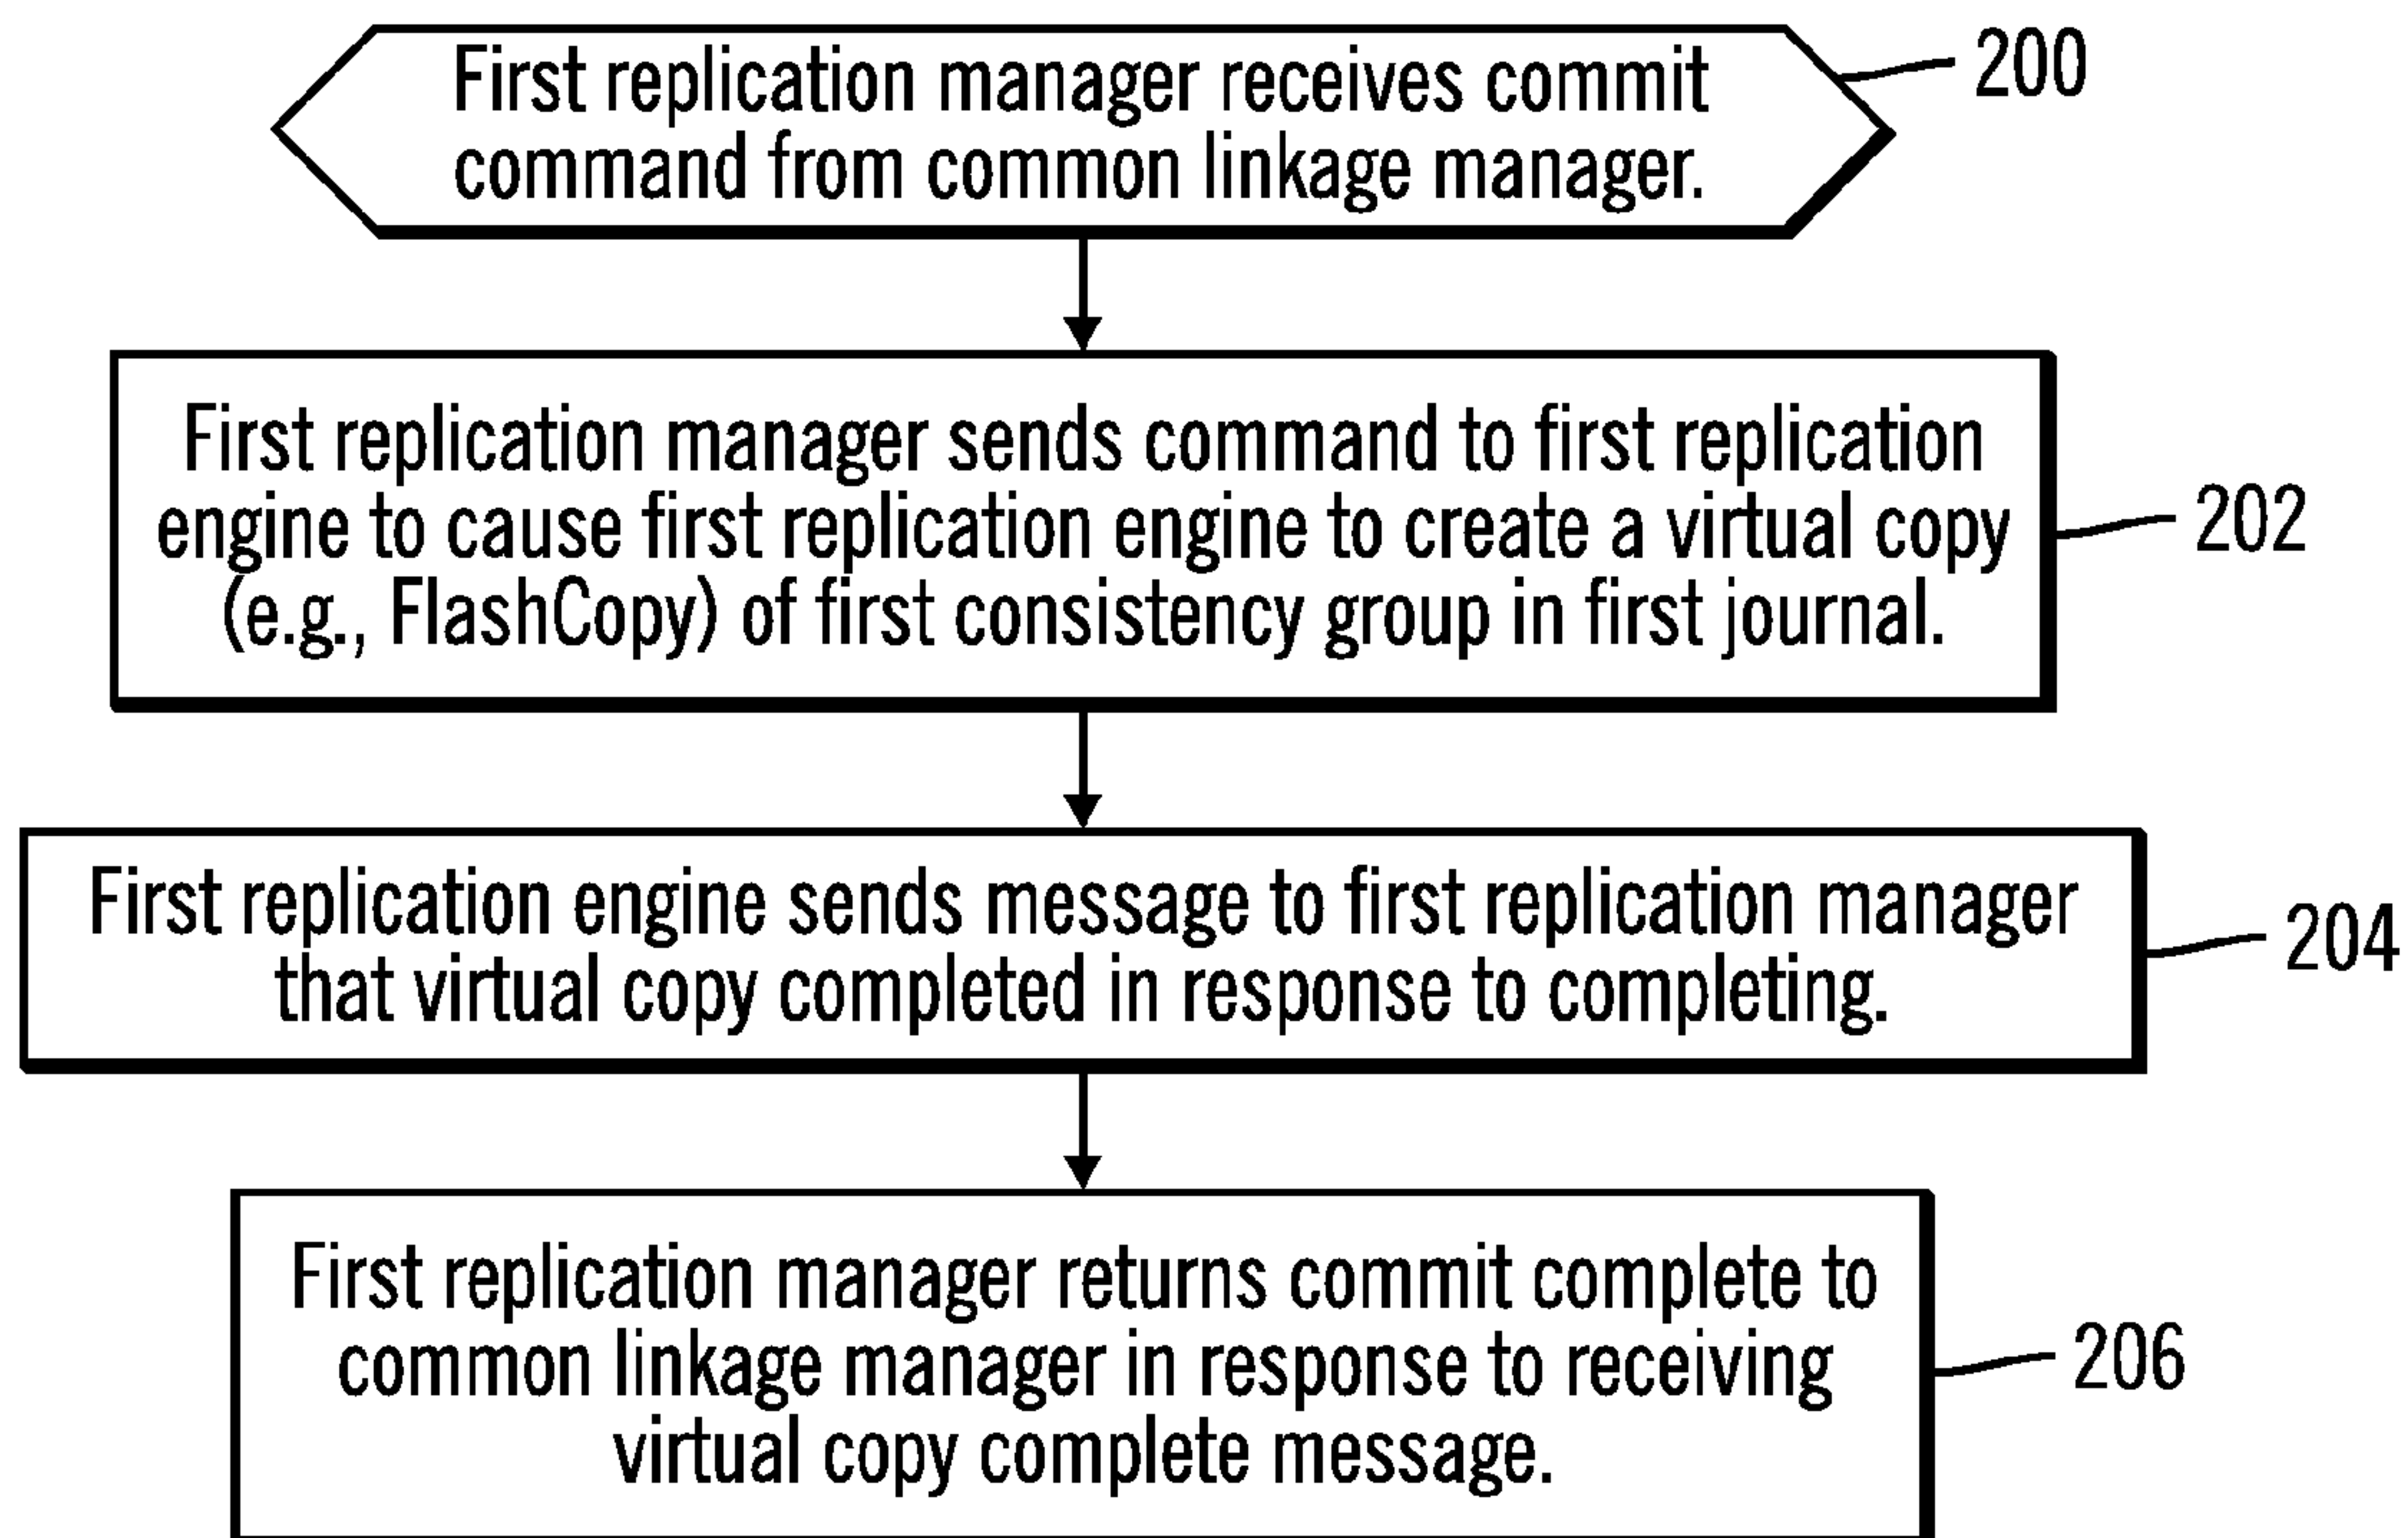 First replication manager receives commit
command from common linkage manager.
200
First replication manager sends command to first replication
engine to cause first replication engine to create a virtual copy
(e.g., FlashCopy) of first consistency group in first journal.
202
First replication engine sends message to first replication manager
that virtual copy completed in response to completing.
204
First replication manager returns commit complete to
common linkage manager in response to receiving
virtual copy complete message.
206